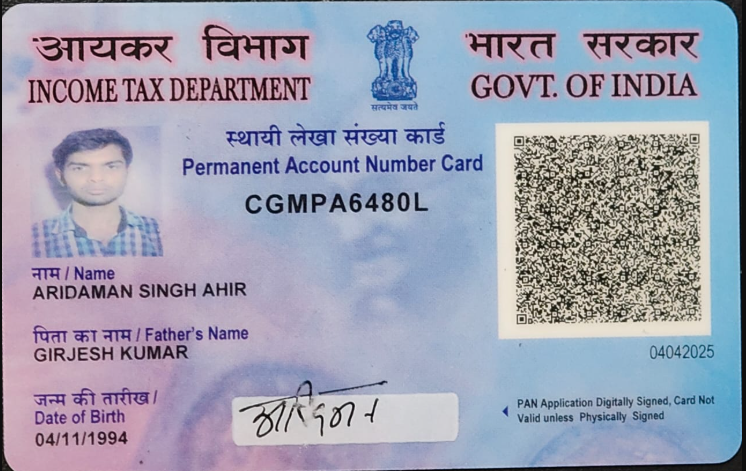 आयकर विभाग
INCOME TAX DEPARTMENT
सत्यमेव जयते
भारत सरकार
GOVT. OF INDIA
स्थायी लेखा संख्या कार्ड
Permanent Account Number Card
CGMPA6480L
नाम / Name
ARIDAMAN SINGH AHIR
पिता का नाम / Father's Name
GIRJESH KUMAR
04042025
जन्म की तारीख /
Date of Birth
04/11/1994
PAN Application Digitally Signed, Card Not
Valid unless Physically Signed